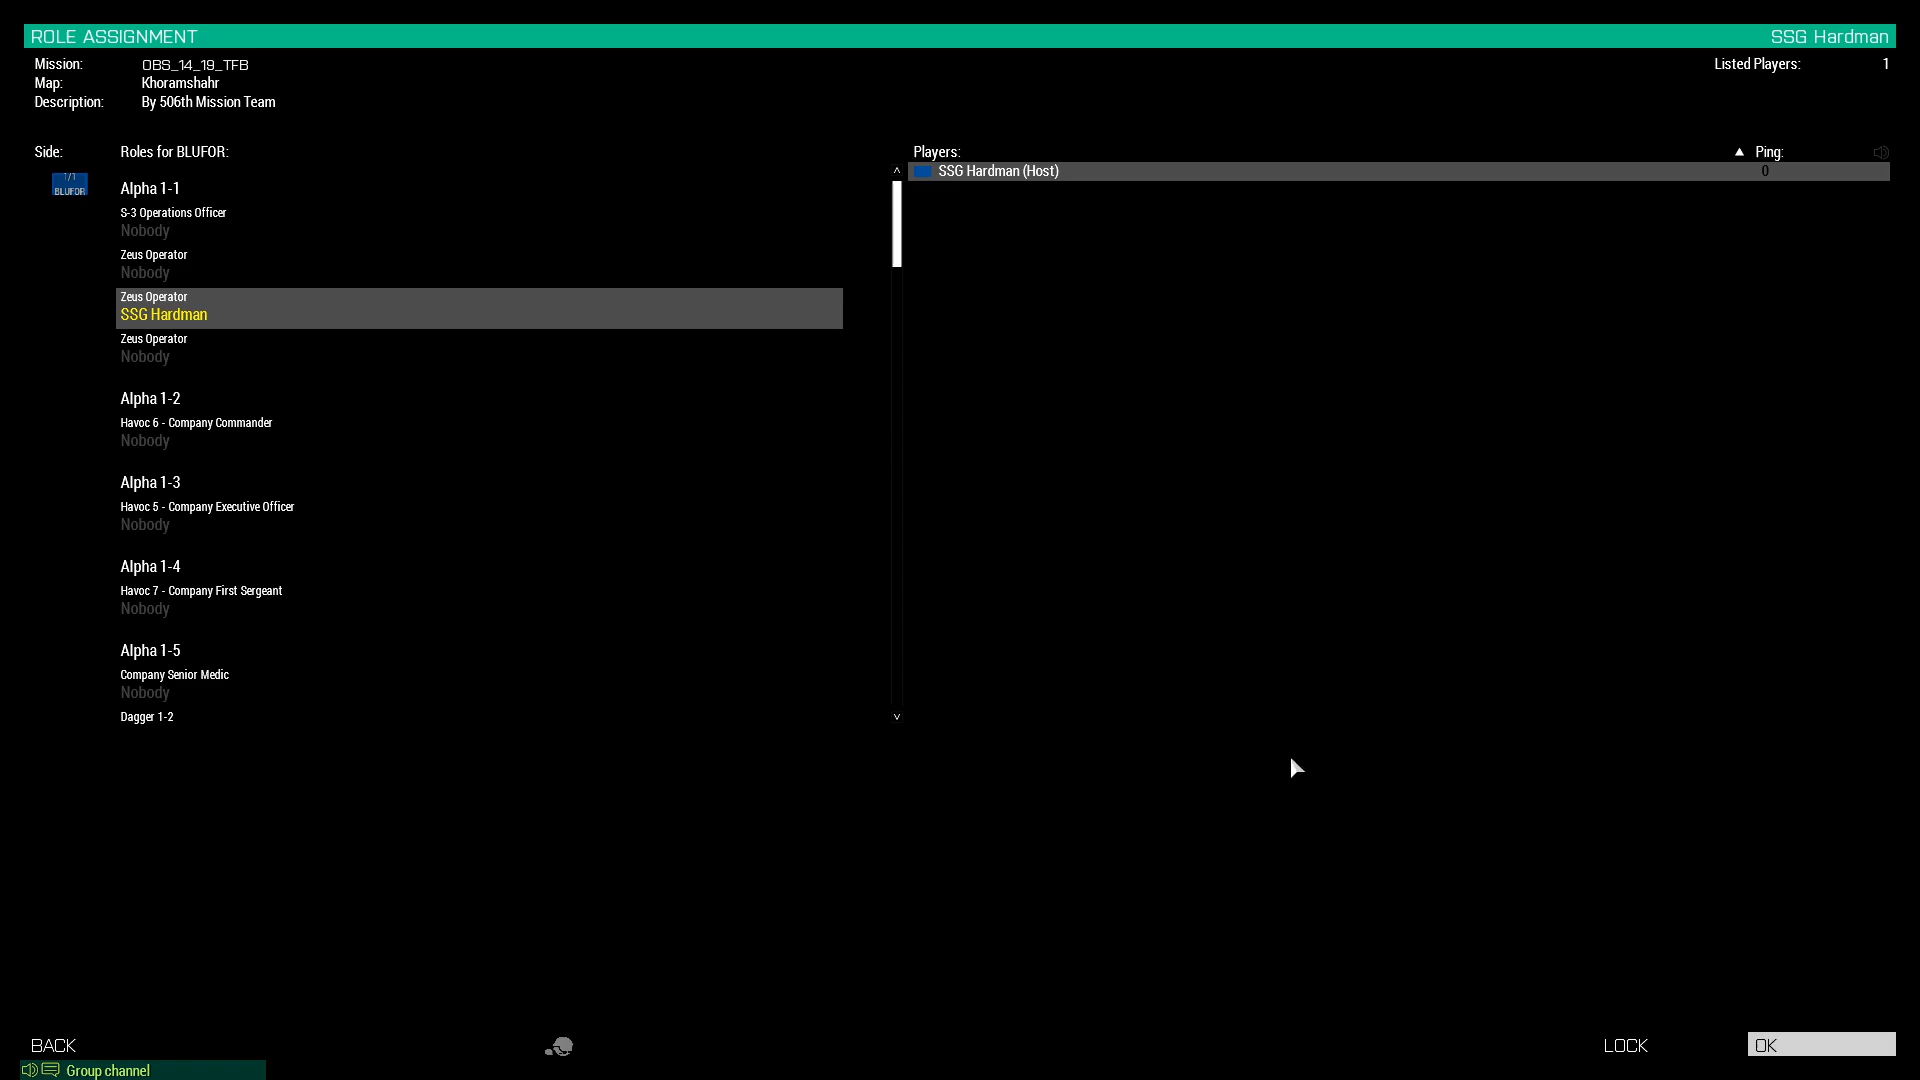 ROLE ASSIGNMENT
SSG Hardman
Mission: OBS_14_19_TFB
Listed Players: 1
Map: Khoramshahr
Description: By 506th Mission Team
Side:
Roles for BLUFOR:
Players:
▲ Ping:
1/1
BLUFOR
SSG Hardman (Host) 0
Alpha 1-1
S-3 Operations Officer
Nobody
Zeus Operator
Nobody
Zeus Operator
SSG Hardman
Zeus Operator
Nobody
Alpha 1-2
Havoc 6 - Company Commander
Nobody
Alpha 1-3
Havoc 5 - Company Executive Officer
Nobody
Alpha 1-4
Havoc 7 - Company First Sergeant
Nobody
Alpha 1-5
Company Senior Medic
Nobody
Dagger 1-2
BACK
LOCK
OK
Group channel